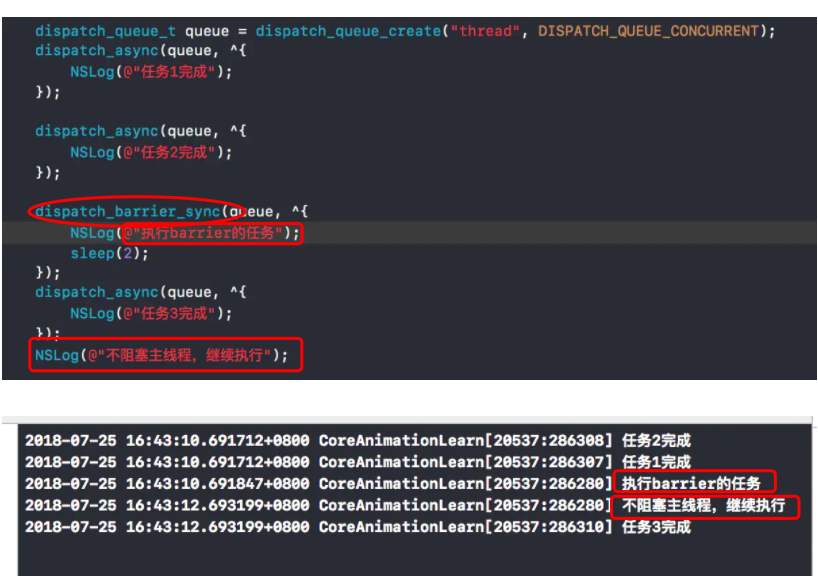 dispatch_queue_t queue = dispatch_queue_create("thread", DISPATCH_QUEUE_CONCURRENT);
dispatch_async(queue, ^{
NSLog(@"任务1完成");
});
dispatch_async(queue, ^{
NSLog(@"任务2完成");
});
dispatch_barrier_sync(queue, ^{
NSLog(@"执行barrier的任务");
sleep(2);
});
dispatch_async(queue, ^{
NSLog(@"任务3完成");
});
NSLog(@"不阻塞主线程，继续执行");
2018-07-25 16:43:10.691712+0800 CoreAnimationLearn[20537:286308] 任务2完成
2018-07-25 16:43:10.691712+0800 CoreAnimationLearn[20537:286307] 任务1完成
2018-07-25 16:43:10.691847+0800 CoreAnimationLearn[20537:286280] 执行barrier的任务
2018-07-25 16:43:12.693199+0800 CoreAnimationLearn[20537:286280] 不阻塞主线程，继续执行
2018-07-25 16:43:12.693199+0800 CoreAnimationLearn[20537:286310] 任务3完成